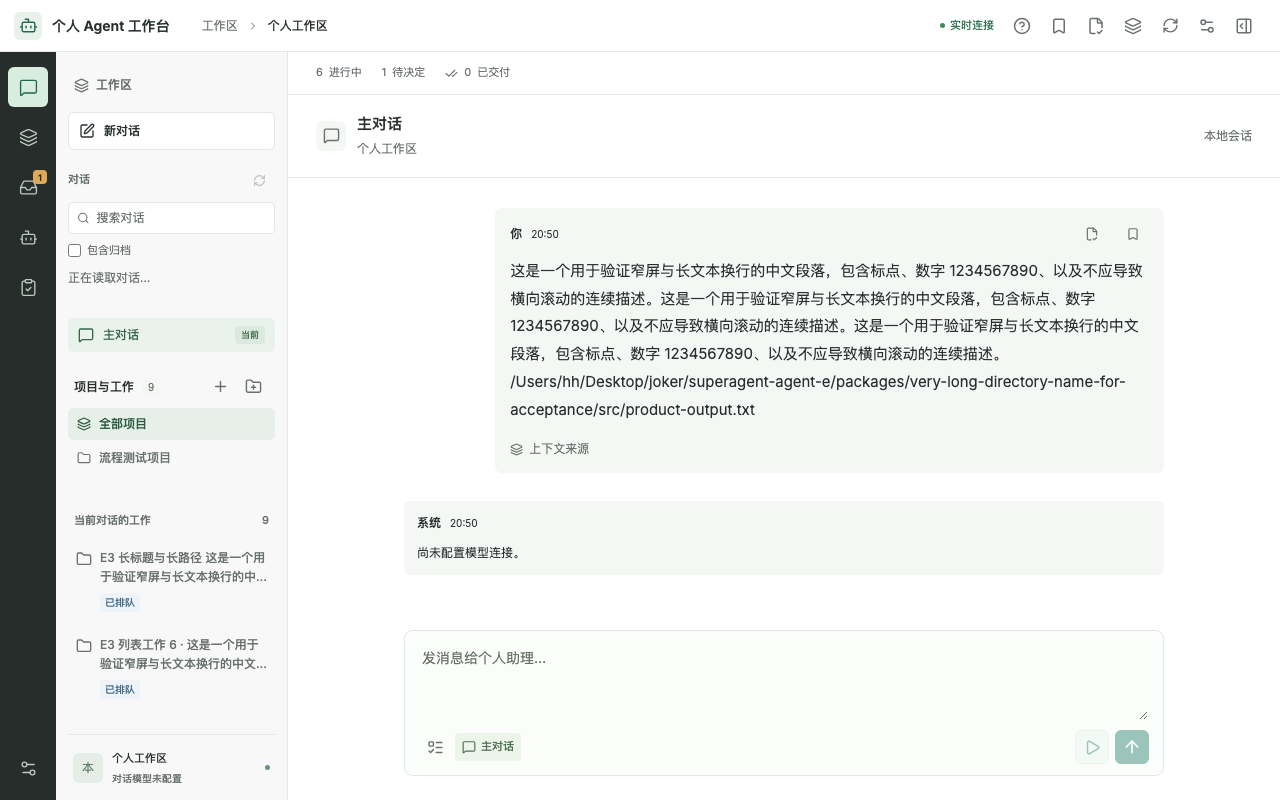 个人 Agent 工作台
工作区
个人工作区
实时连接
6 进行中
1 待决定
0 已交付
工作区
新对话
对话
搜索对话
包含归档
正在读取对话...
主对话
当前
项目与工作 9
全部项目
流程测试项目
当前对话的工作 9
E3 长标题与长路径 这是一个用
于验证窄屏与长文本换行的中...
已排队
E3 列表工作 6 · 这是一个用于
验证窄屏与长文本换行的中文...
已排队
本
个人工作区
对话模型未配置
1
主对话
个人工作区
本地会话
你 20:50
这是一个用于验证窄屏与长文本换行的中文段落，包含标点、数字 1234567890、以及不应导致
横向滚动的连续描述。这是一个用于验证窄屏与长文本换行的中文段落，包含标点、数字
1234567890、以及不应导致横向滚动的连续描述。这是一个用于验证窄屏与长文本换行的中文
段落，包含标点、数字 1234567890、以及不应导致横向滚动的连续描述。
/Users/hh/Desktop/joker/superagent-agent-e/packages/very-long-directory-name-for-
acceptance/src/product-output.txt
上下文来源
系统 20:50
尚未配置模型连接。
发消息给个人助理...
主对话